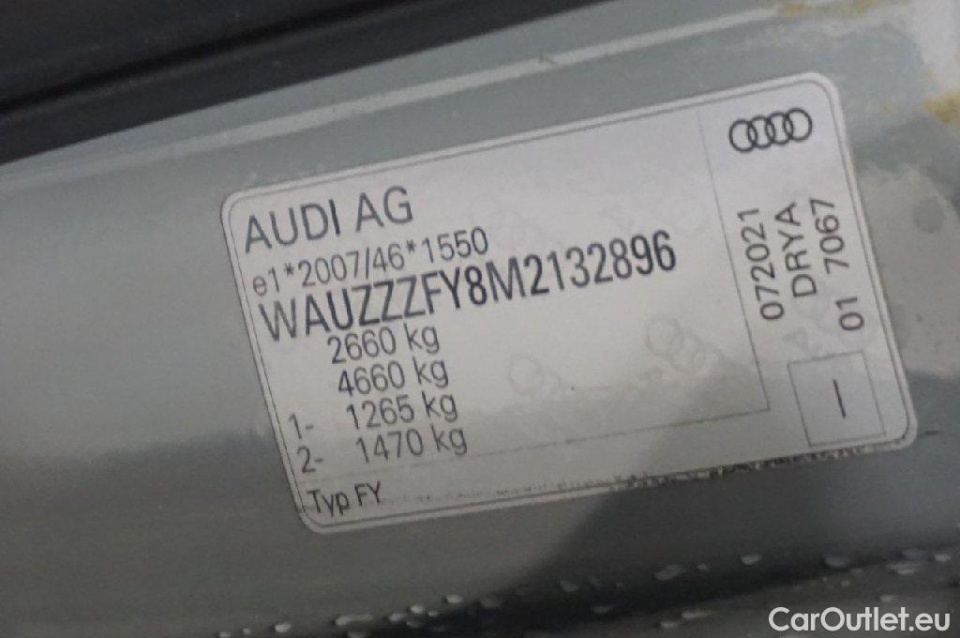 AUDI AG
e1*2007/46*1550
WAUZZZFY8M2132896
2660 kg
4660 kg
1- 1265 kg
2- 1470 kg
Typ FY
072021
DRYA
01 7067
—
CarOutlet.eu